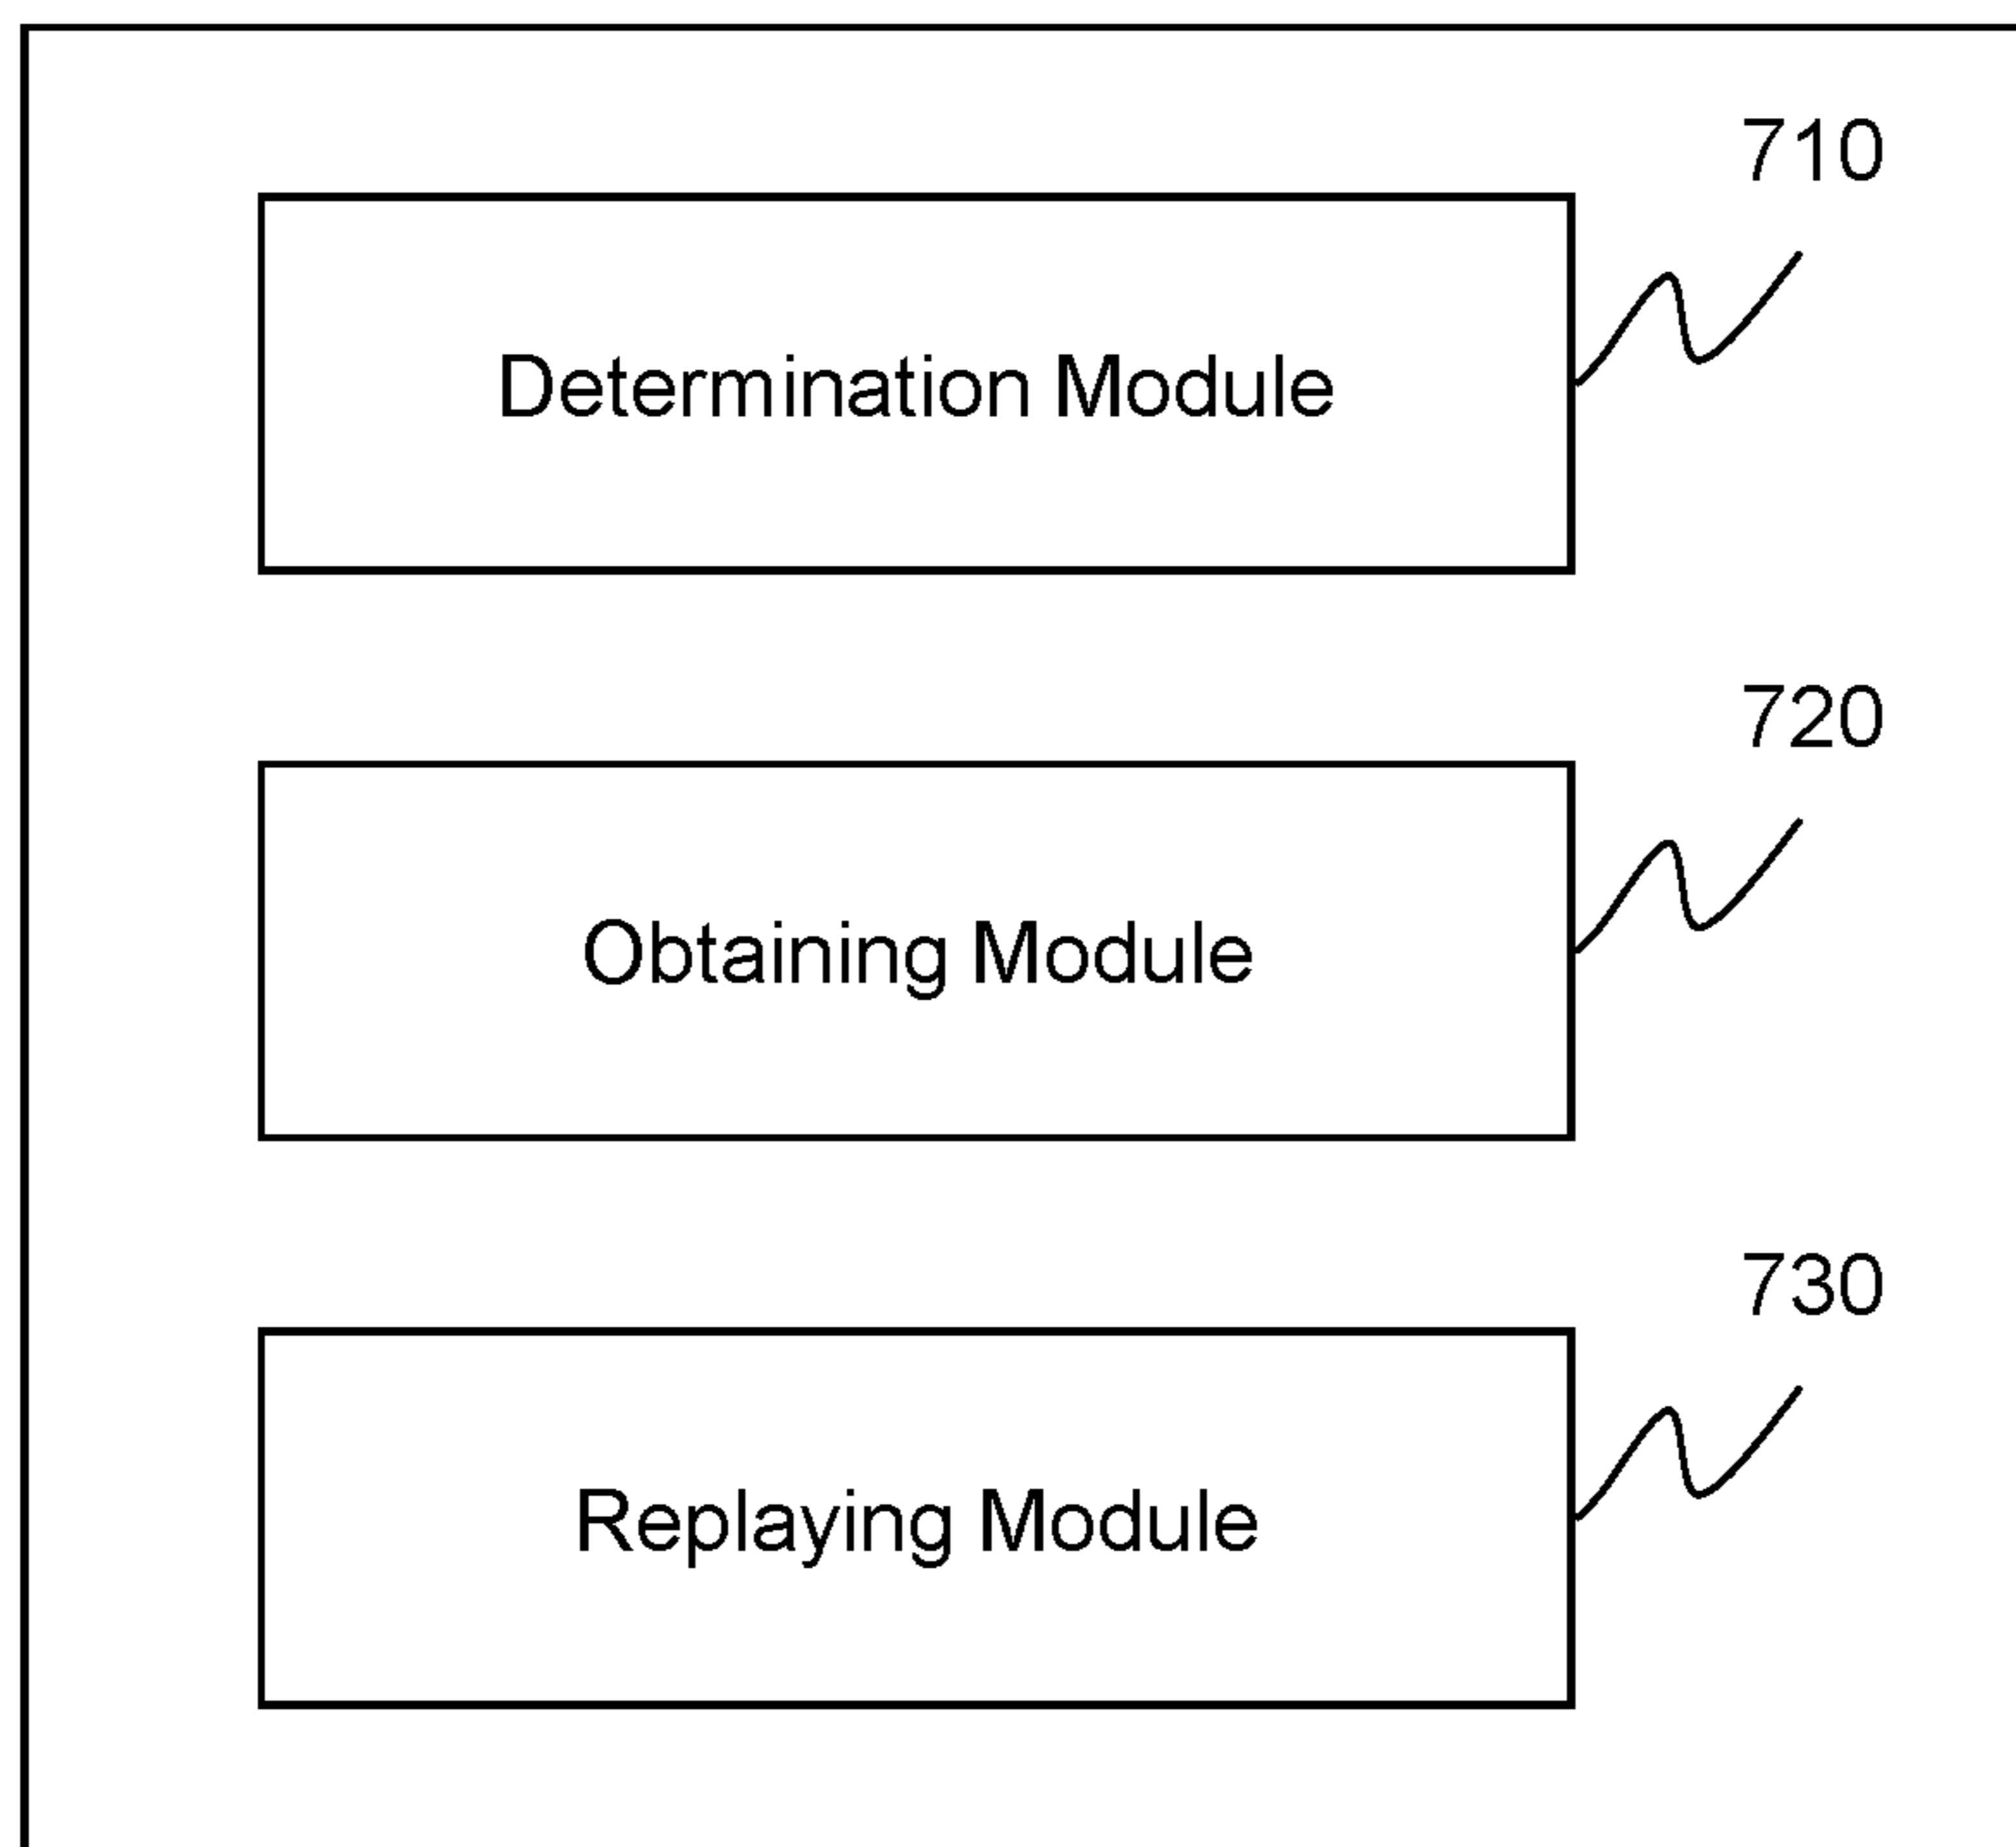 710
Determination Module
720
Obtaining Module
730
Replaying Module